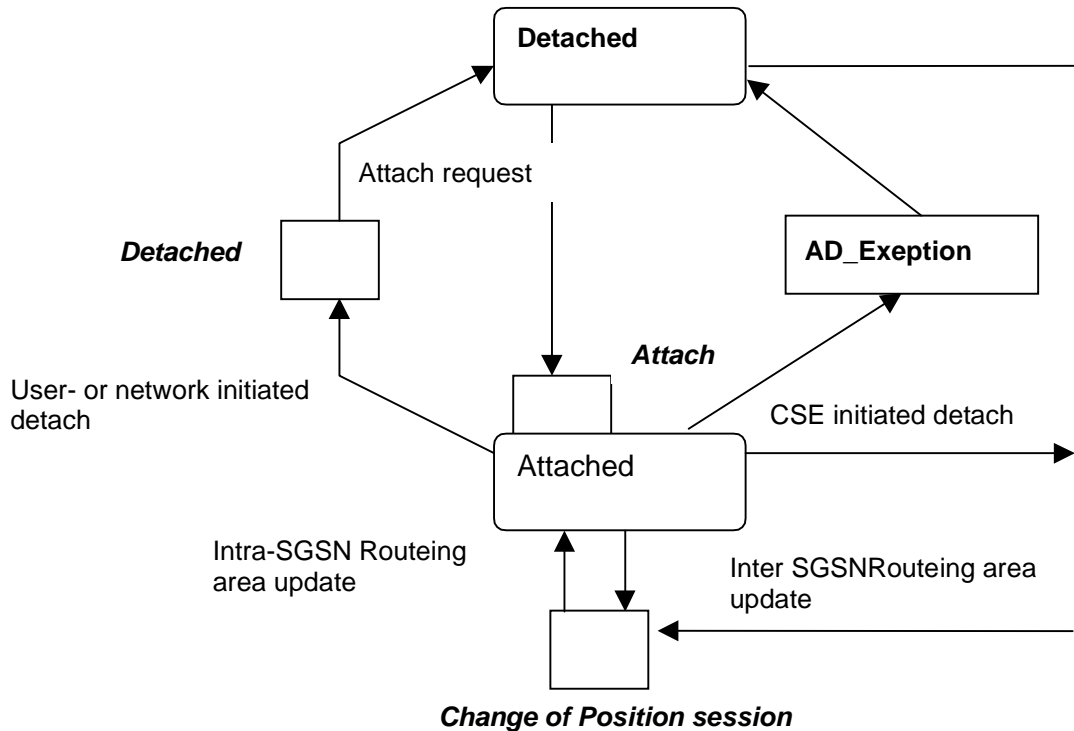 Detached
Attach request
Detached
AD_Exeption
Attach
User- or network initiated
detach
CSE initiated detach
Attached
Intra-SGSN Routeing
area update
Inter SGSNRouteing area
update
Change of Position session